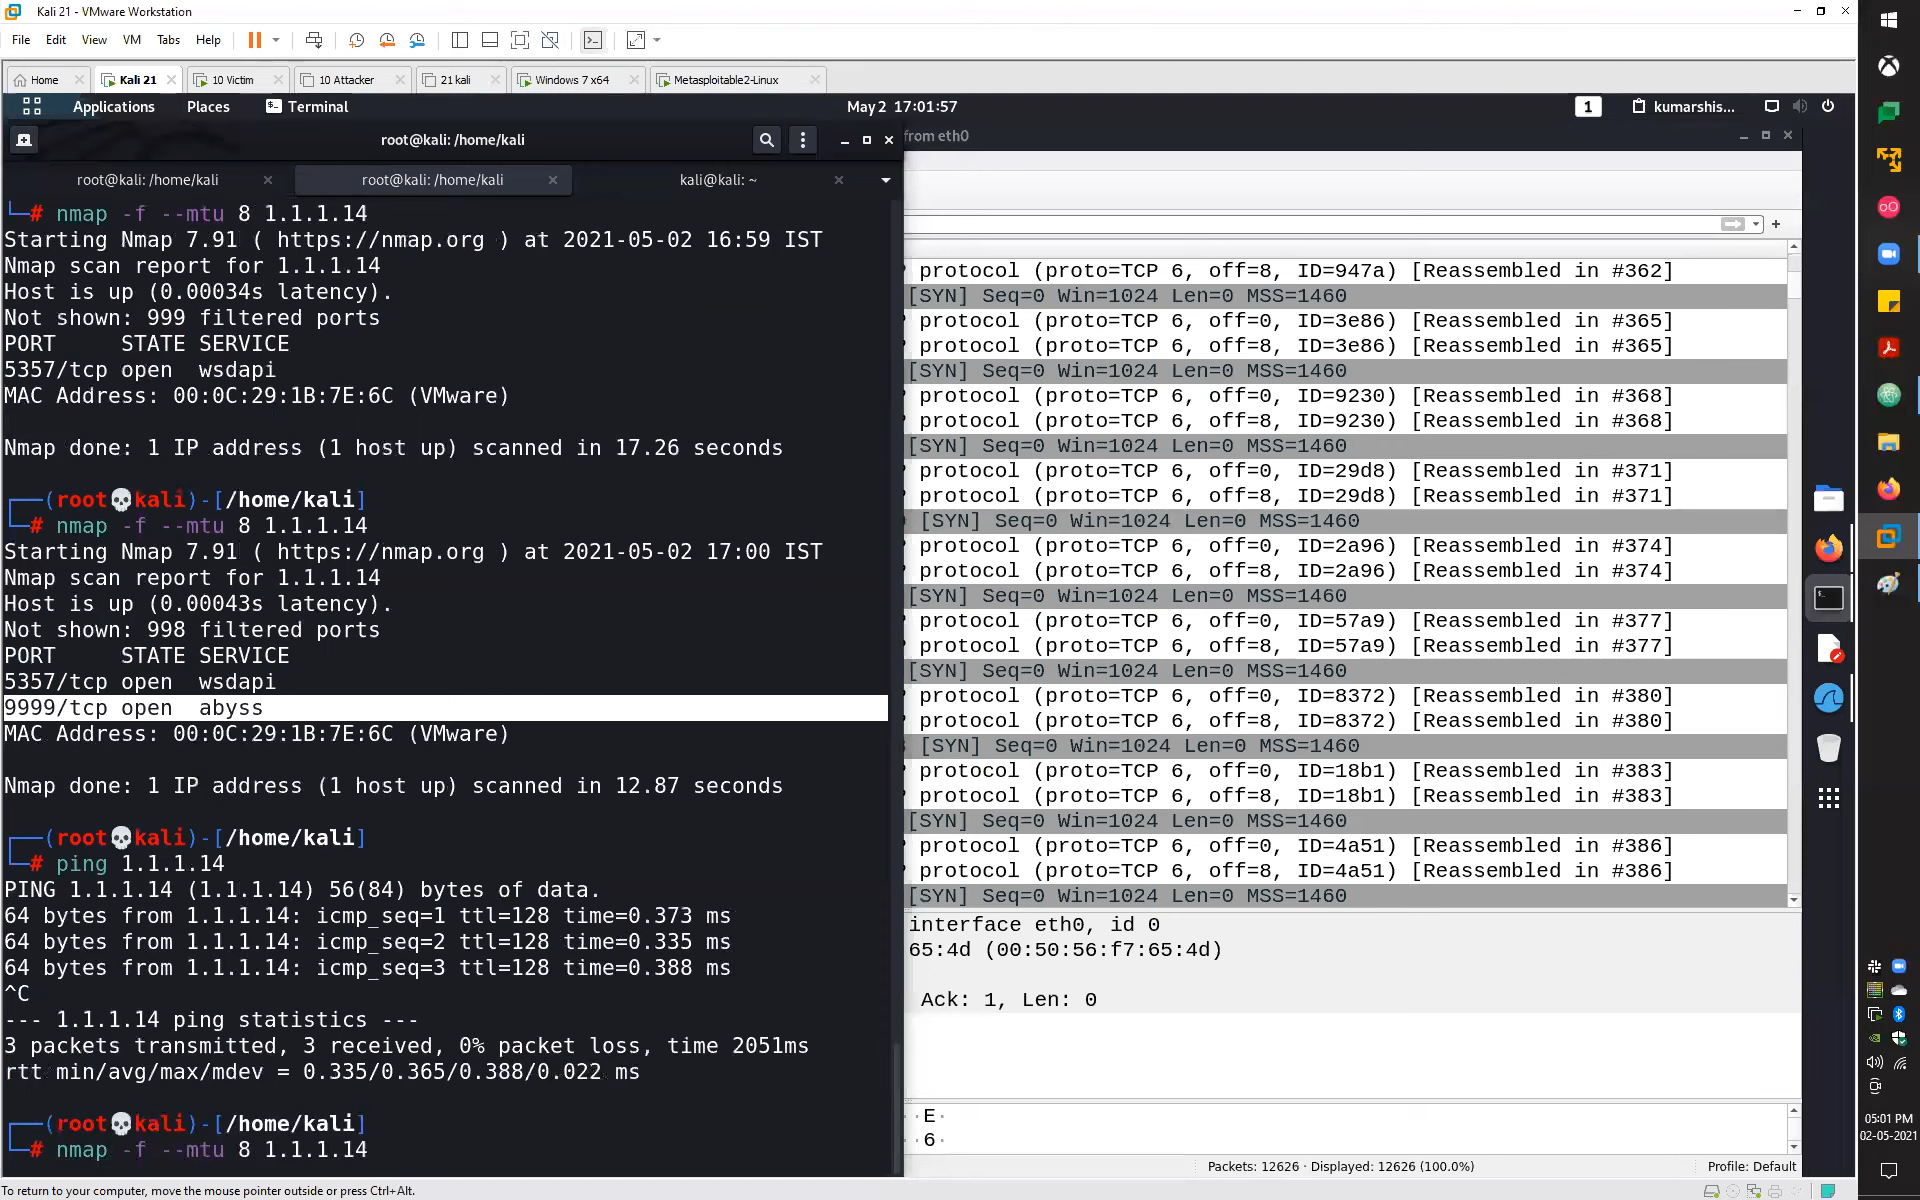 Kali 21 - VMware Workstation
File Edit View VM Tabs Help
Home Kali 21 10 Victim 10 Attacker 21 kali Windows 7 x64 Metasploitable2-Linux
Applications Places Terminal May 2 17:01:57 1 kumarshis...
root@kali: /home/kali
from eth0
root@kali: /home/kali root@kali: /home/kali kali@kali: ~
└─# nmap -f --mtu 8 1.1.1.14
Starting Nmap 7.91 ( https://nmap.org ) at 2021-05-02 16:59 IST
Nmap scan report for 1.1.1.14
Host is up (0.00034s latency).
Not shown: 999 filtered ports
PORT     STATE SERVICE
5357/tcp open  wsdapi
MAC Address: 00:0C:29:1B:7E:6C (VMware)
Nmap done: 1 IP address (1 host up) scanned in 17.26 seconds
┌──(root💀kali)-[/home/kali]
└─# nmap -f --mtu 8 1.1.1.14
Starting Nmap 7.91 ( https://nmap.org ) at 2021-05-02 17:00 IST
Nmap scan report for 1.1.1.14
Host is up (0.00043s latency).
Not shown: 998 filtered ports
PORT     STATE SERVICE
5357/tcp open  wsdapi
9999/tcp open  abyss
MAC Address: 00:0C:29:1B:7E:6C (VMware)
Nmap done: 1 IP address (1 host up) scanned in 12.87 seconds
┌──(root💀kali)-[/home/kali]
└─# ping 1.1.1.14
PING 1.1.1.14 (1.1.1.14) 56(84) bytes of data.
64 bytes from 1.1.1.14: icmp_seq=1 ttl=128 time=0.373 ms
64 bytes from 1.1.1.14: icmp_seq=2 ttl=128 time=0.335 ms
64 bytes from 1.1.1.14: icmp_seq=3 ttl=128 time=0.388 ms
^C
--- 1.1.1.14 ping statistics ---
3 packets transmitted, 3 received, 0% packet loss, time 2051ms
rtt min/avg/max/mdev = 0.335/0.365/0.388/0.022 ms
┌──(root💀kali)-[/home/kali]
└─# nmap -f --mtu 8 1.1.1.14
protocol (proto=TCP 6, off=8, ID=947a) [Reassembled in #362]
[SYN] Seq=0 Win=1024 Len=0 MSS=1460
protocol (proto=TCP 6, off=0, ID=3e86) [Reassembled in #365]
protocol (proto=TCP 6, off=8, ID=3e86) [Reassembled in #365]
[SYN] Seq=0 Win=1024 Len=0 MSS=1460
protocol (proto=TCP 6, off=0, ID=9230) [Reassembled in #368]
protocol (proto=TCP 6, off=8, ID=9230) [Reassembled in #368]
[SYN] Seq=0 Win=1024 Len=0 MSS=1460
protocol (proto=TCP 6, off=0, ID=29d8) [Reassembled in #371]
protocol (proto=TCP 6, off=8, ID=29d8) [Reassembled in #371]
[SYN] Seq=0 Win=1024 Len=0 MSS=1460
protocol (proto=TCP 6, off=0, ID=2a96) [Reassembled in #374]
protocol (proto=TCP 6, off=8, ID=2a96) [Reassembled in #374]
[SYN] Seq=0 Win=1024 Len=0 MSS=1460
protocol (proto=TCP 6, off=0, ID=57a9) [Reassembled in #377]
protocol (proto=TCP 6, off=8, ID=57a9) [Reassembled in #377]
[SYN] Seq=0 Win=1024 Len=0 MSS=1460
protocol (proto=TCP 6, off=0, ID=8372) [Reassembled in #380]
protocol (proto=TCP 6, off=8, ID=8372) [Reassembled in #380]
[SYN] Seq=0 Win=1024 Len=0 MSS=1460
protocol (proto=TCP 6, off=0, ID=18b1) [Reassembled in #383]
protocol (proto=TCP 6, off=8, ID=18b1) [Reassembled in #383]
[SYN] Seq=0 Win=1024 Len=0 MSS=1460
protocol (proto=TCP 6, off=0, ID=4a51) [Reassembled in #386]
protocol (proto=TCP 6, off=8, ID=4a51) [Reassembled in #386]
[SYN] Seq=0 Win=1024 Len=0 MSS=1460
interface eth0, id 0
65:4d (00:50:56:f7:65:4d)
Ack: 1, Len: 0
··E·
··6·
Packets: 12626 · Displayed: 12626 (100.0%) Profile: Default
05:01 PM
02-05-2021
To return to your computer, move the mouse pointer outside or press Ctrl+Alt.